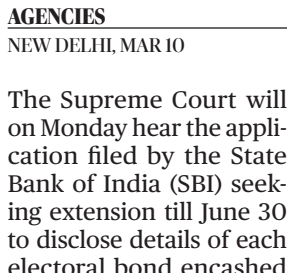 AGENCIES
NEW DELHI, MAR 10
The Supreme Court will
on Monday hear the appli-
cation filed by the State
Bank of India (SBI) seek-
ing extension till June 30
to disclose details of each
electoral bond encashed